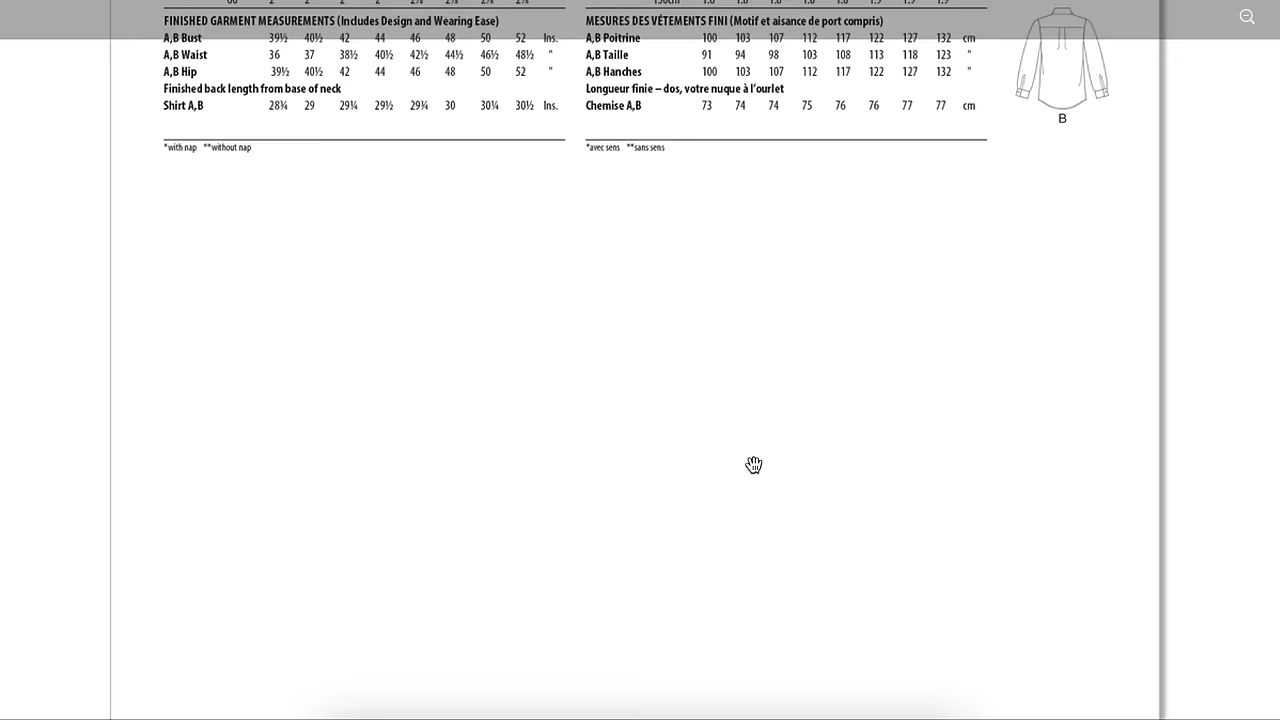 FINISHED GARMENT MEASUREMENTS (Includes Design and Wearing Ease)
A,B Bust 39½ 40½ 42 44 46 48 50 52 Ins.
A,B Waist 36 37 38½ 40½ 42½ 44½ 46½ 48½ "
A,B Hip 39½ 40½ 42 44 46 48 50 52 "
Finished back length from base of neck
Shirt A,B 28¾ 29 29¼ 29½ 29¾ 30 30¼ 30½ Ins.
*with nap **without nap
MESURES DES VÉTEMENTS FINI (Motif et aisance de port compris)
A,B Poitrine 100 103 107 112 117 122 127 132 cm
A,B Taille 91 94 98 103 108 113 118 123 "
A,B Hanches 100 103 107 112 117 122 127 132 "
Longueur finie – dos, votre nuque à l'ourlet
Chemise A,B 73 74 74 75 76 76 77 77 cm
*avec sens **sans sens
B